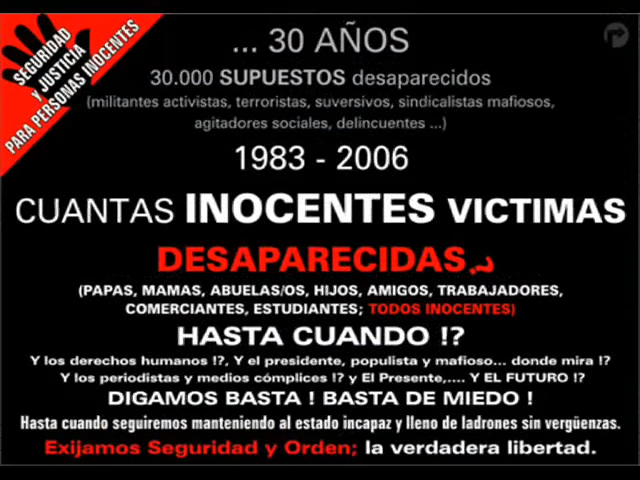 SEGURIDAD
Y JUSTICIA
PARA PERSONAS INOCENTES
... 30 AÑOS
30.000 SUPUESTOS desaparecidos
(militantes activistas, terroristas, suversivos, sindicalistas mafiosos,
agitadores sociales, delincuentes ...)
1983 - 2006
CUANTAS INOCENTES VICTIMAS
DESAPARECIDAS.?
(PAPAS, MAMAS, ABUELAS/OS, HIJOS, AMIGOS, TRABAJADORES,
COMERCIANTES, ESTUDIANTES; TODOS INOCENTES)
HASTA CUANDO !?
Y los derechos humanos !?, Y el presidente, populista y mafioso... donde mira !?
Y los periodistas y medios cómplices !? y El Presente,.... Y EL FUTURO !?
DIGAMOS BASTA ! BASTA DE MIEDO !
Hasta cuando seguiremos manteniendo al estado incapaz y lleno de ladrones sin vergüenzas.
Exijamos Seguridad y Orden; la verdadera libertad.